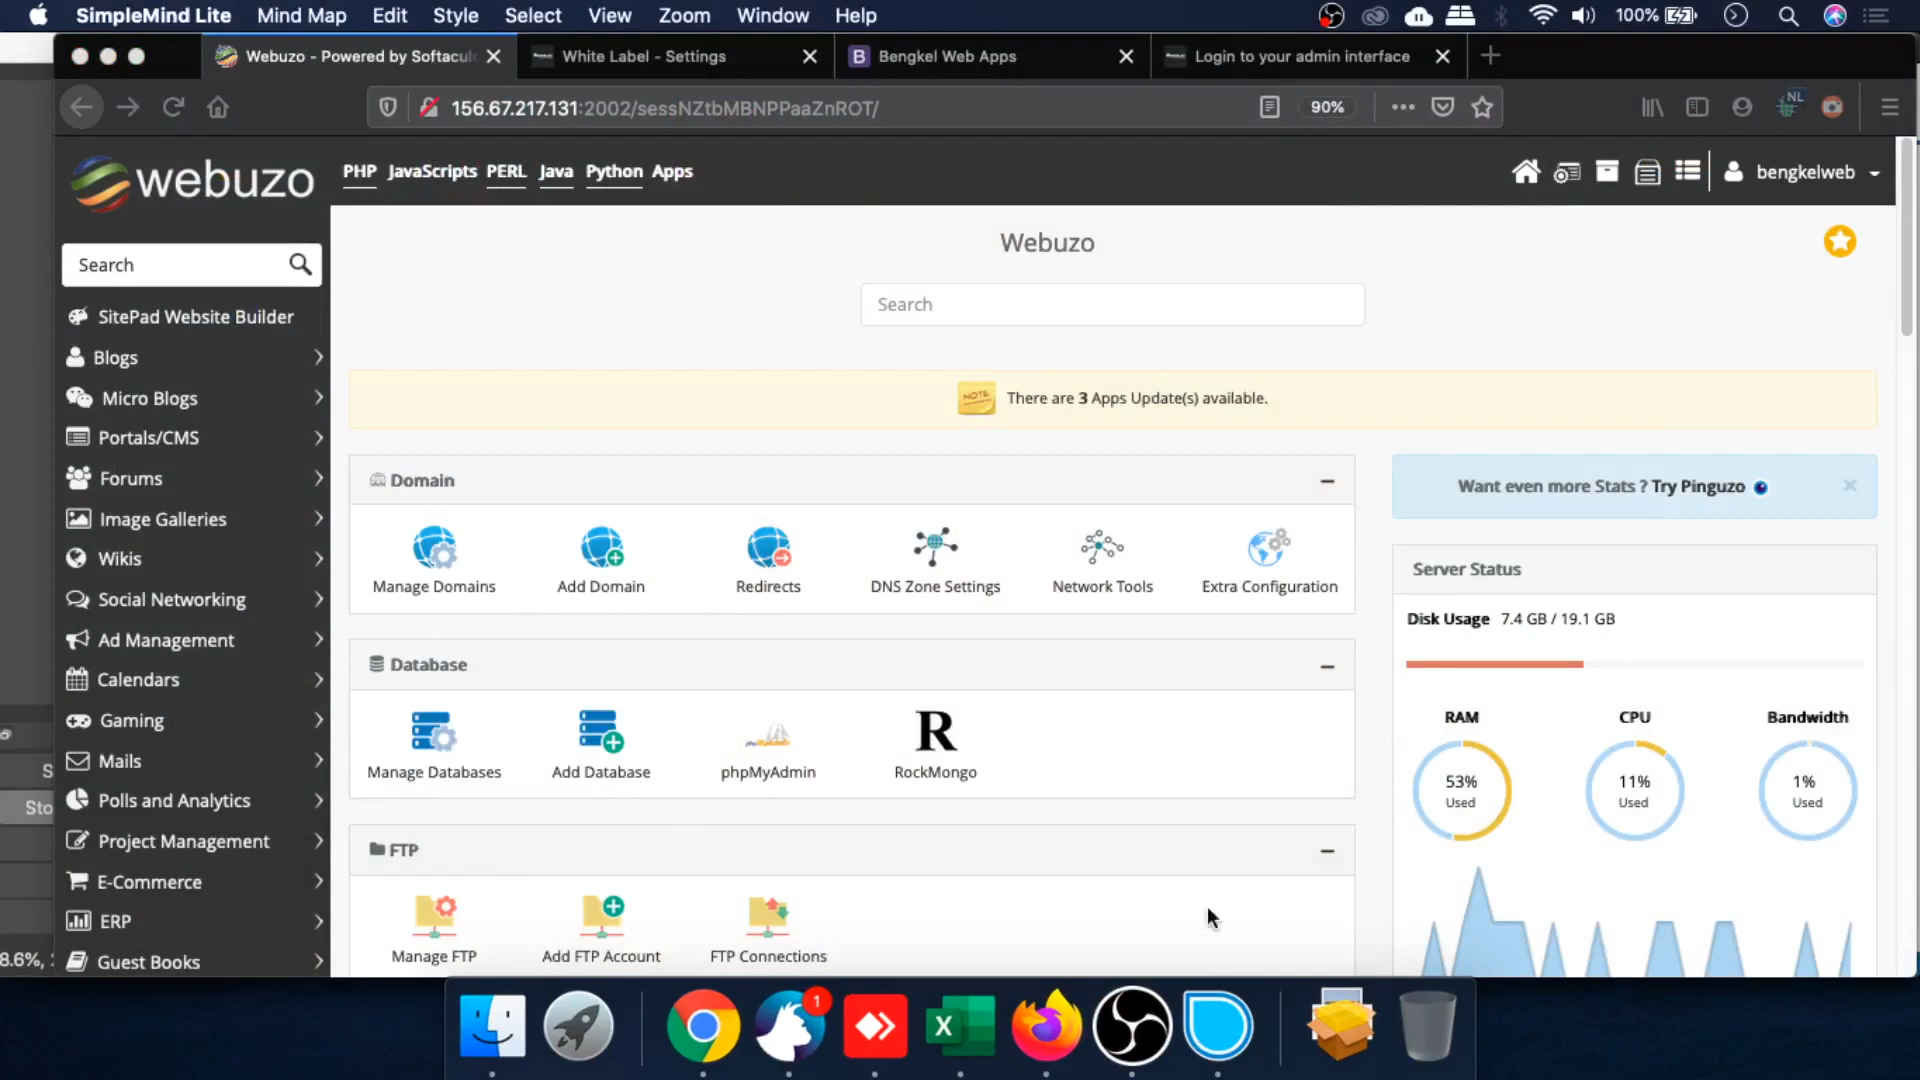 SimpleMind Lite Mind Map Edit Style Select View Zoom Window Help 100%
Webuzo - Powered by Softacul White Label - Settings B Bengkel Web Apps Login to your admin interface
156.67.217.131:2002/sessNZtbMBNPPaaZnROT/ 90% NL
webuzo PHP JavaScripts PERL Java Python Apps bengkelweb
Webuzo
Search
Search
SitePad Website Builder
Blogs
Micro Blogs
Portals/CMS
Forums
Image Galleries
Wikis
Social Networking
Ad Management
Calendars
Gaming
Mails
Polls and Analytics
Project Management
E-Commerce
ERP
Guest Books
NOTE There are 3 Apps Update(s) available.
Domain
Manage Domains Add Domain Redirects DNS Zone Settings Network Tools Extra Configuration
Database
R
Manage Databases Add Database phpMyAdmin RockMongo
FTP
Manage FTP Add FTP Account FTP Connections
Want even more Stats ? Try Pinguzo
Server Status
Disk Usage 7.4 GB / 19.1 GB
RAM CPU Bandwidth
53% 11% 1%
Used Used Used
S
Sto
8.6%,
1
X